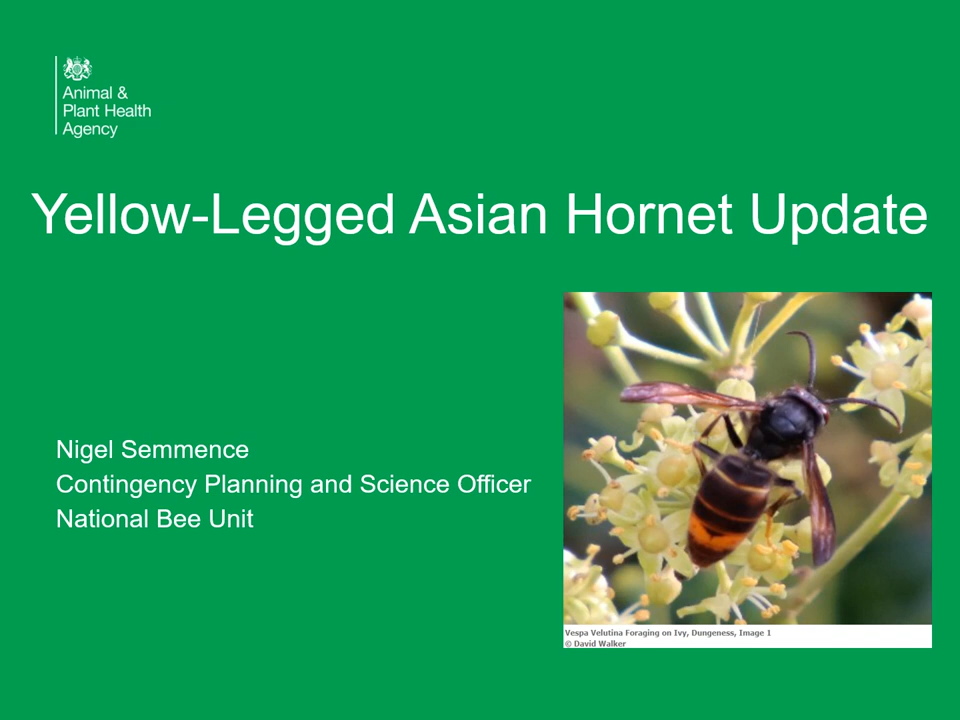 Animal &
Plant Health
Agency
Yellow-Legged Asian Hornet Update
Nigel Semmence
Contingency Planning and Science Officer
National Bee Unit
Vespa Velutina Foraging on Ivy, Dungeness, Image 1
© David Walker